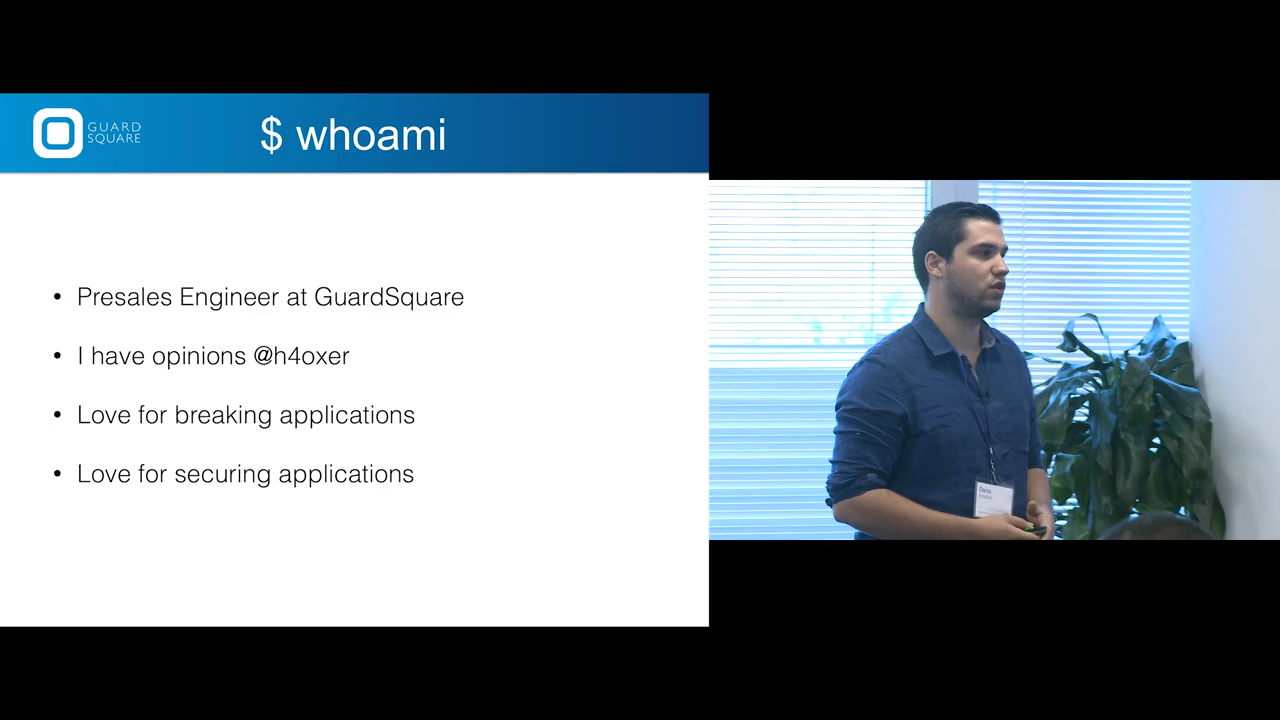 GUARD
SQUARE
$ whoami
• Presales Engineer at GuardSquare
• I have opinions @h4oxer
• Love for breaking applications
• Love for securing applications